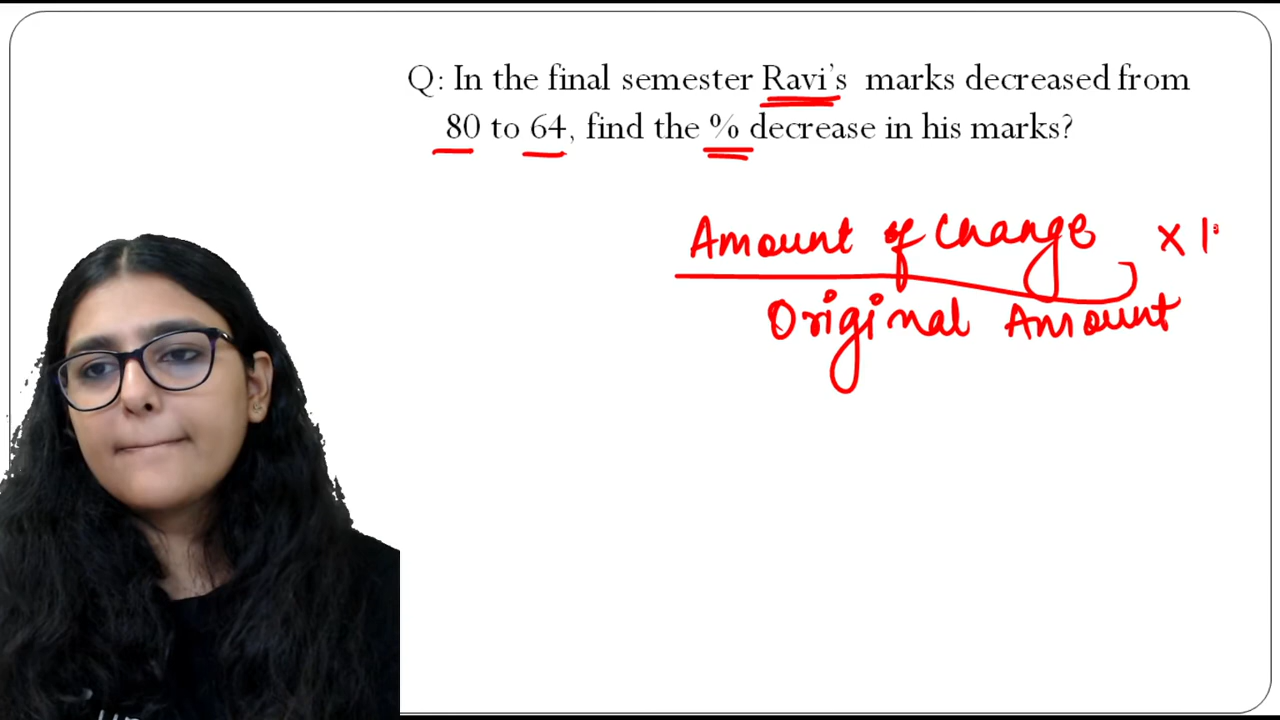 Q: In the final semester Ravi's marks decreased from
80 to 64, find the % decrease in his marks?
Amount of Change × 1
Original Amount